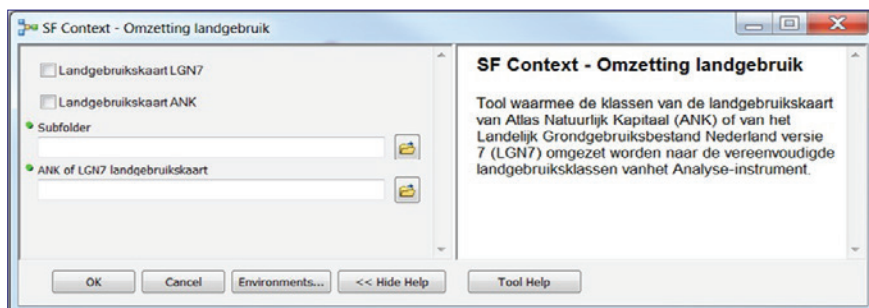 SF Context - Omzetting landgebruik
Landgebruikskaart LGN7
Landgebruikskaart ANK
Subfolder
ANK of LGN7 landgebruikskaart
SF Context - Omzetting landgebruik
Tool waarmee de klassen van de landgebruikskaart
van Atlas Natuurlijk Kapitaal (ANK) of van het
Landelijk Grondgebruiksbestand Nederland versie
7 (LGN7) omgezet worden naar de vereenvoudigde
landgebruiksklassen vanhet Analyse-instrument.
OK
Cancel
Environments...
<< Hide Help
Tool Help